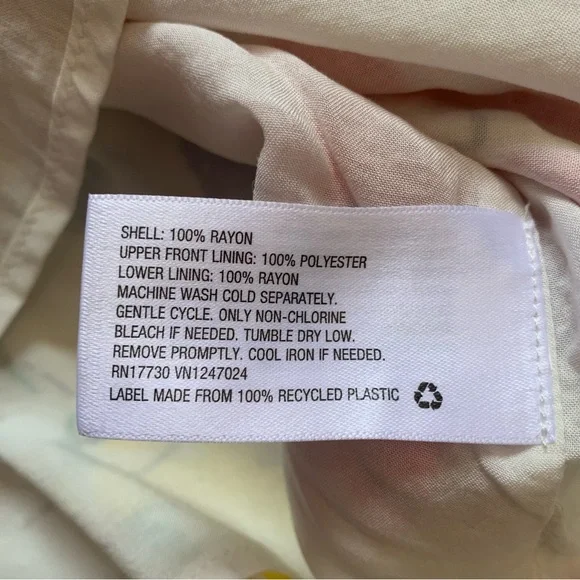 SHELL: 100% RAYON
UPPER FRONT LINING: 100% POLYESTER
LOWER LINING: 100% RAYON
MACHINE WASH COLD SEPARATELY.
GENTLE CYCLE. ONLY NON-CHLORINE
BLEACH IF NEEDED. TUMBLE DRY LOW.
REMOVE PROMPTLY. COOL IRON IF NEEDED.
RN17730 VN1247024
LABEL MADE FROM 100% RECYCLED PLASTIC